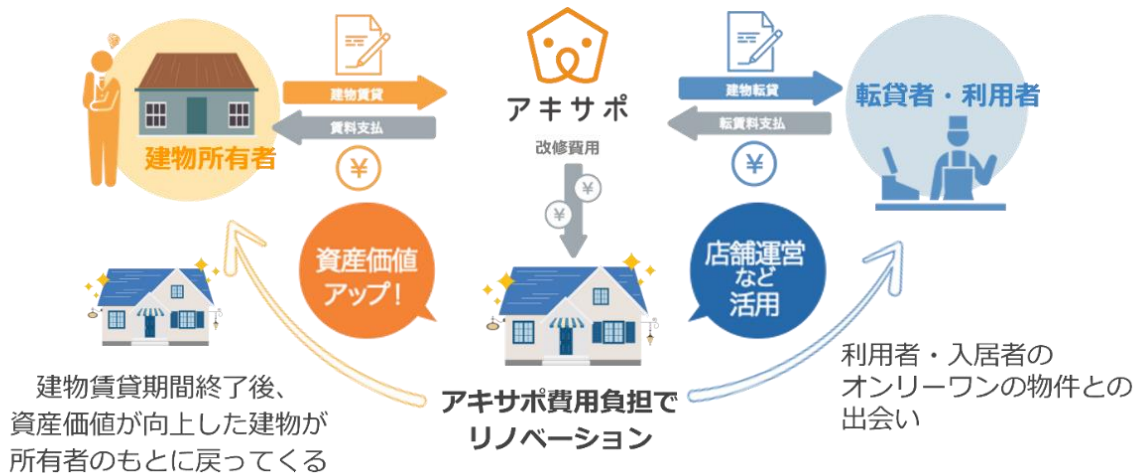 建物所有者
建物賃貸
賃料支払
¥
アキサポ
改修費用
¥
¥
建物転貸
転賃料支払
¥
転貸者・利用者
資産価値
アップ！
店舗運営
など
活用
建物賃貸期間終了後、
資産価値が向上した建物が
所有者のもとに戻ってくる
アキサポ費用負担で
リノベーション
利用者・入居者の
オンリーワンの物件との
出会い